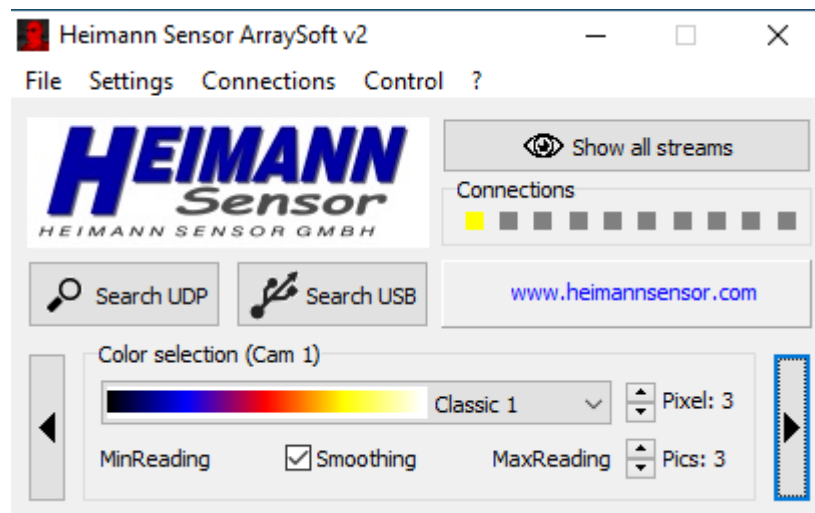 Heimann Sensor ArraySoft v2
File Settings Connections Control ?
HEIMANN
Sensor
HEIMANN SENSOR GMBH
Show all streams
Connections
Search UDP
Search USB
www.heimannsensor.com
Color selection (Cam 1)
Classic 1
Pixel: 3
MinReading
Smoothing
MaxReading
Pics: 3